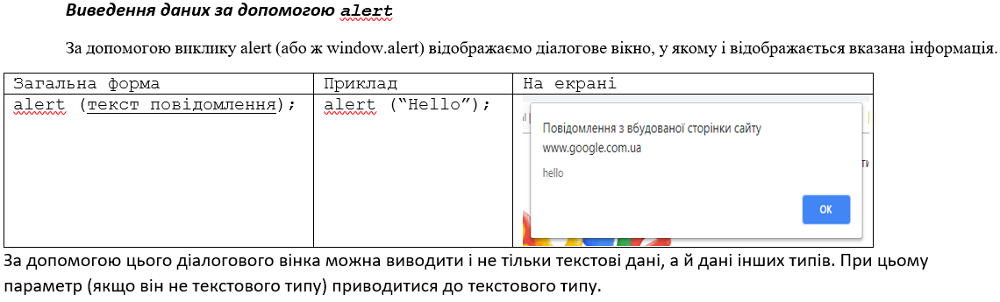 Виведення даних за допомогою alert
За допомогою виклику alert (або ж window.alert) відображаємо діалогове вікно, у якому і відображається вказана інформація.
Загальна форма
Приклад
На екрані
alert (текст повідомлення);
alert (“Hello”);
Повідомлення з вбудованої сторінки сайту
www.google.com.ua
hello
ОК
За допомогою цього діалогового вінка можна виводити і не тільки текстові дані, а й дані інших типів. При цьому
параметр (якщо він не текстового типу) приводитися до текстового типу.